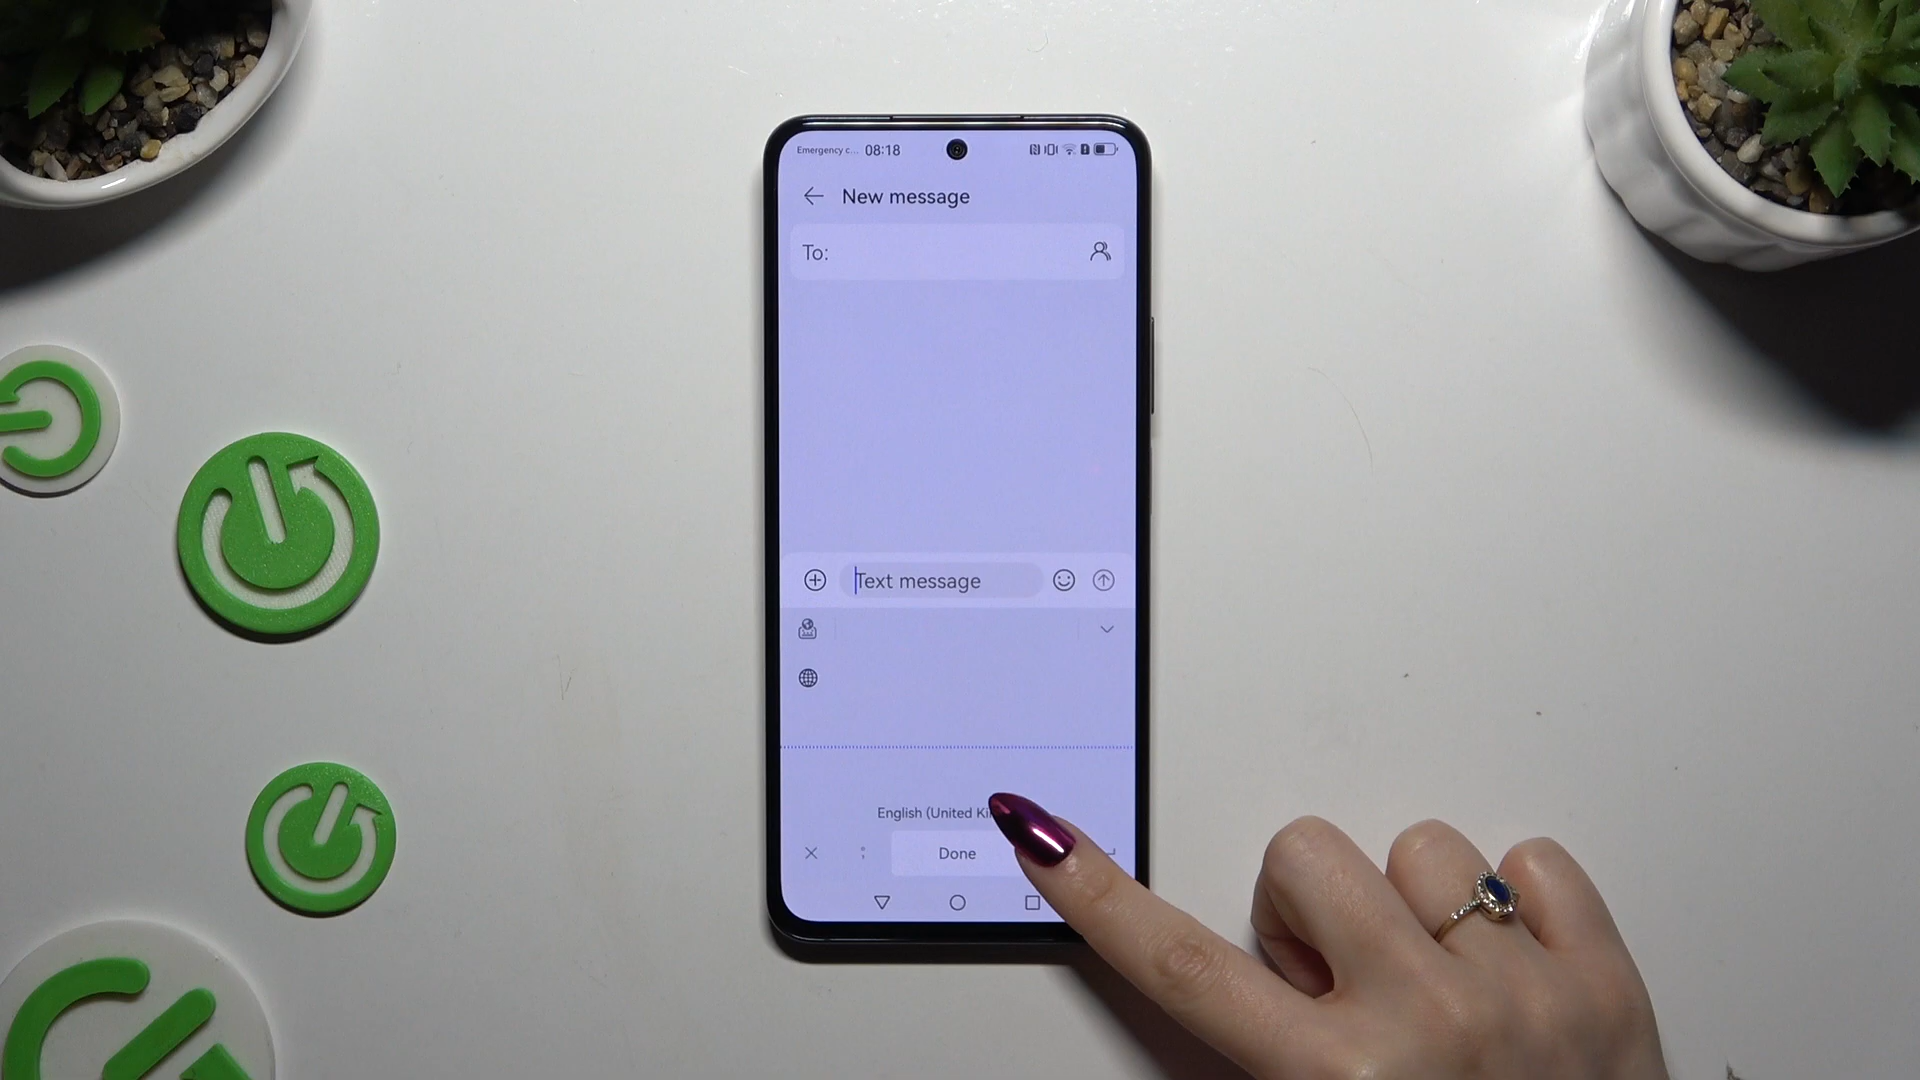 Emergency c... 08:18
New message
To:
Text message
English (United Ki
Done